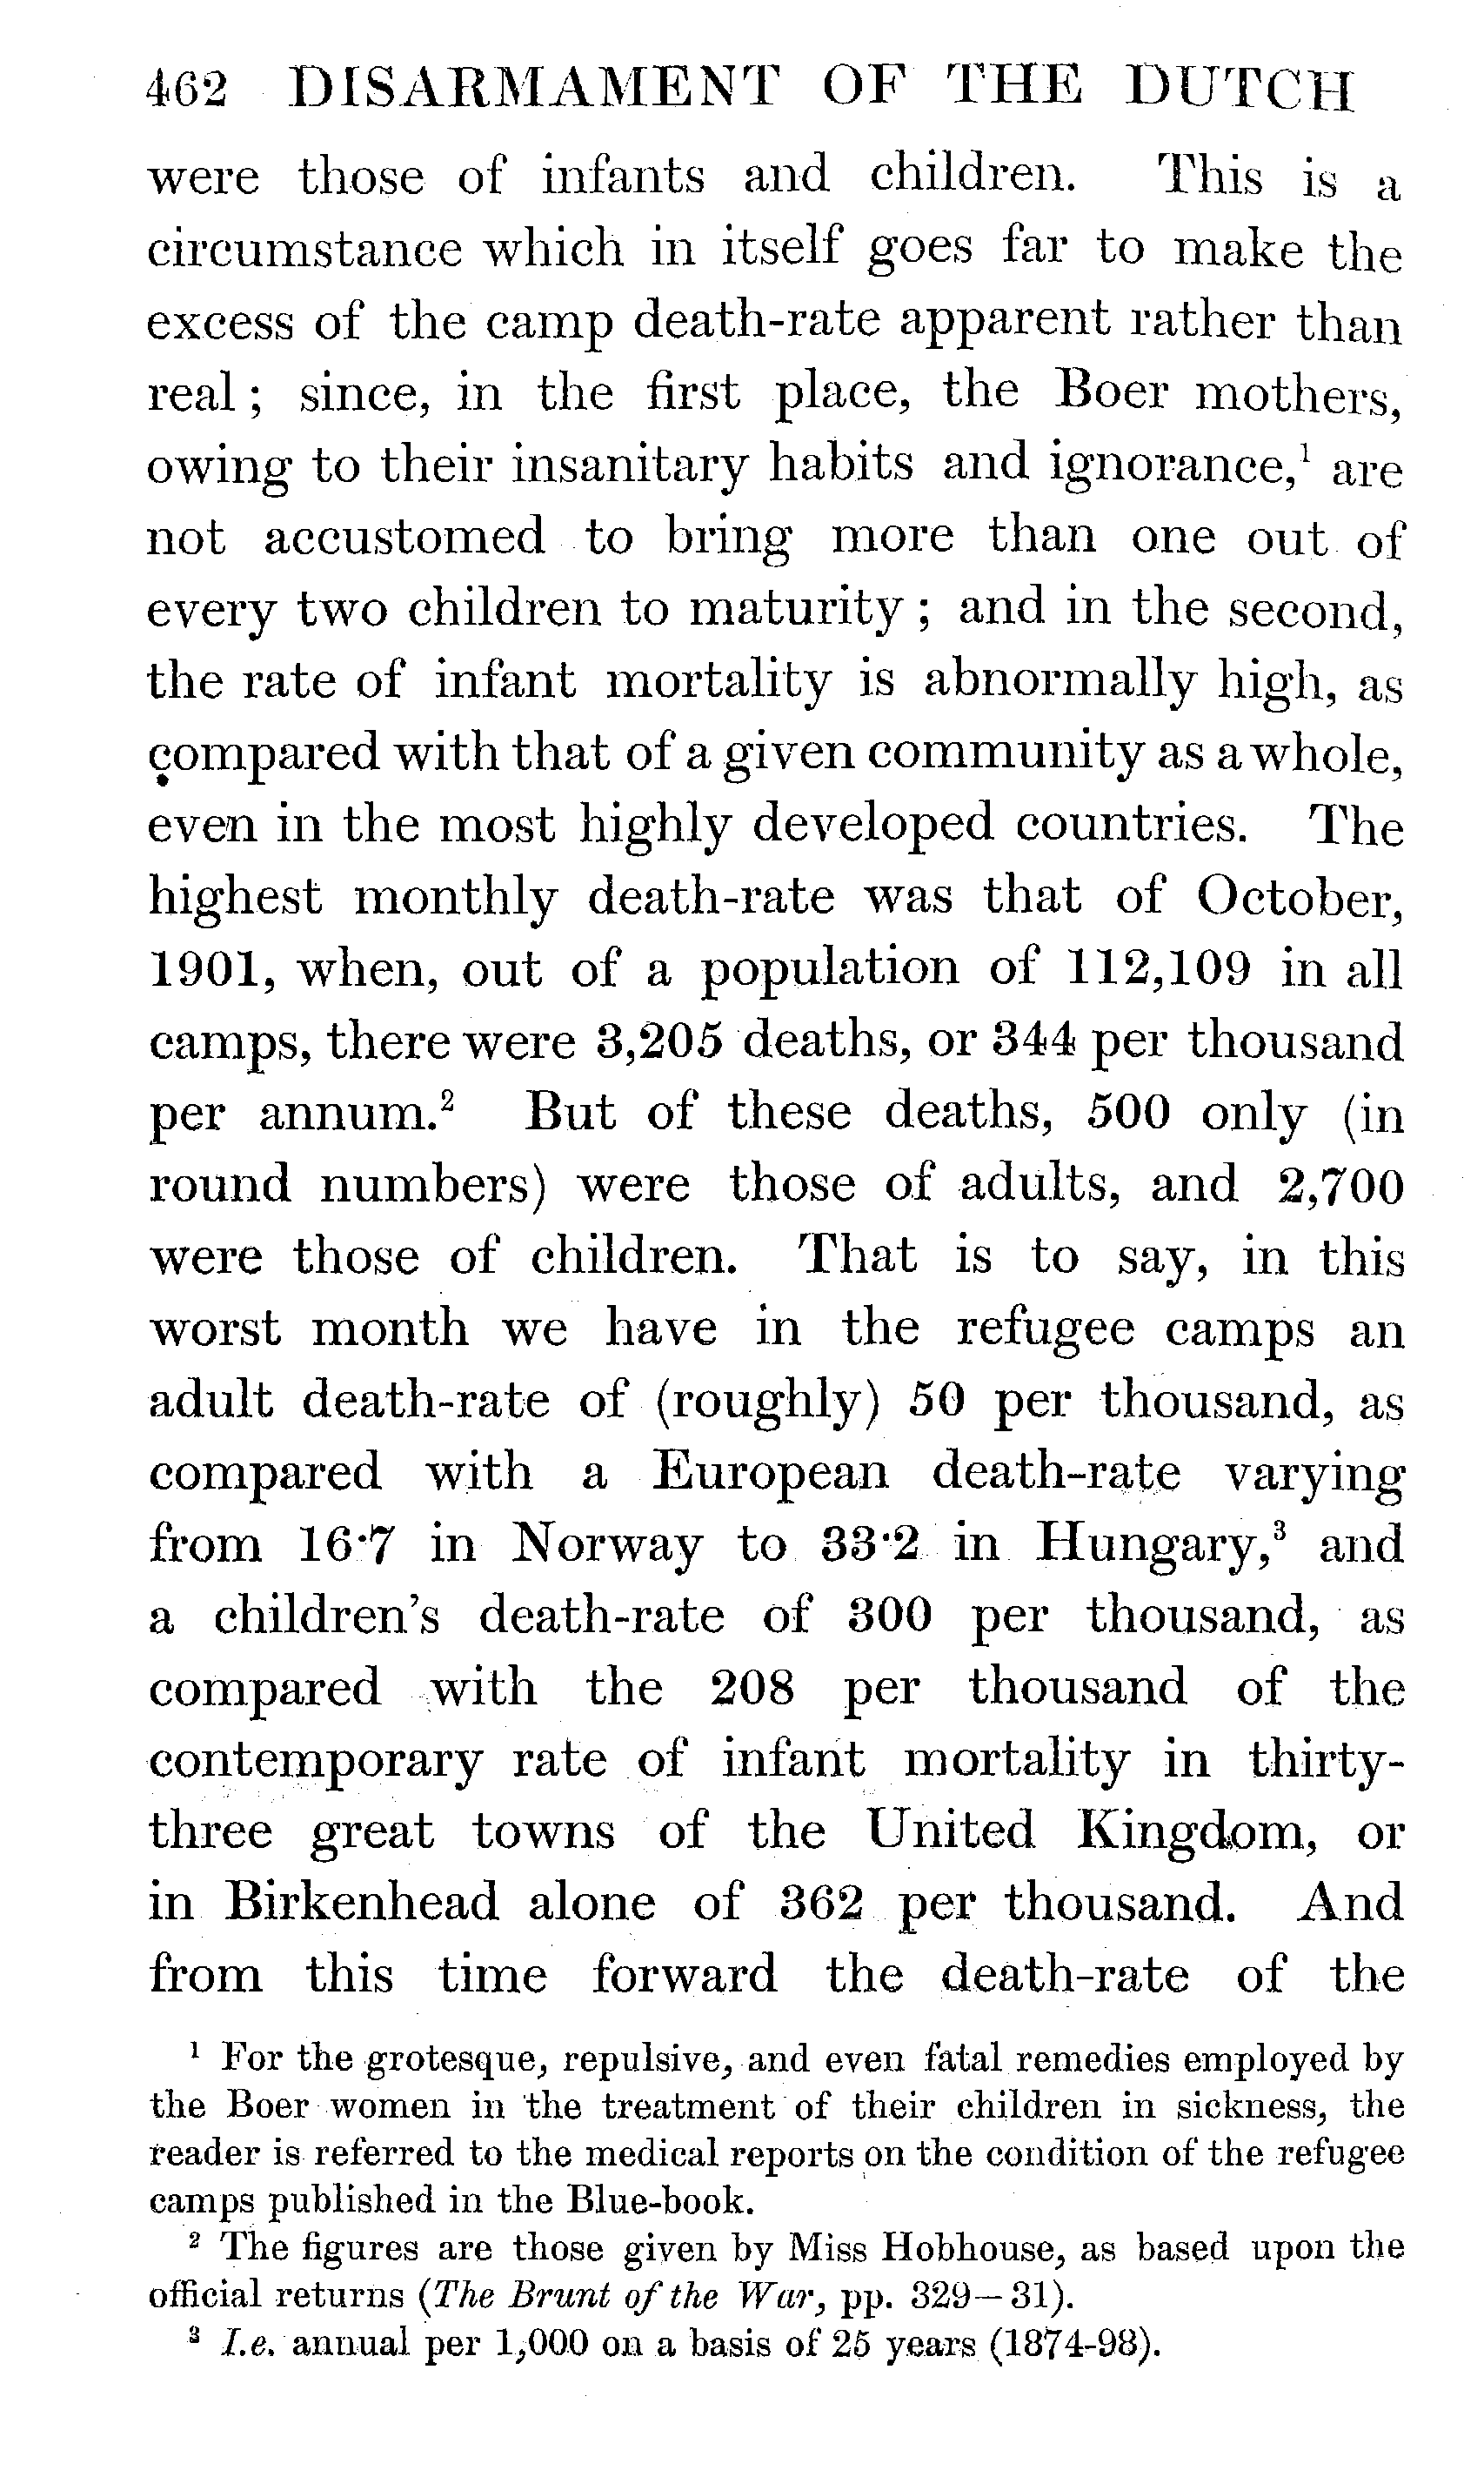 462 DISARMAMENT OF THE DUTCH
were those of infants and children. This is a
circumstance which in itself goes far to make the
excess of the camp death-rate apparent rather than
real ; since, in the first place, the Boer mothers,
owing to their insanitary habits and ignorance,¹ are
not accustomed to bring more than one out of
every two children to maturity ; and in the second,
the rate of infant mortality is abnormally high, as
compared with that of a given community as a whole,
even in the most highly developed countries. The
highest monthly death-rate was that of October,
1901, when, out of a population of 112,109 in all
camps, there were 3,205 deaths, or 344 per thousand
per annum.² But of these deaths, 500 only (in
round numbers) were those of adults, and 2,700
were those of children. That is to say, in this
worst month we have in the refugee camps an
adult death-rate of (roughly) 50 per thousand, as
compared with a European death-rate varying
from 16·7 in Norway to 33·2 in Hungary,³ and
a children's death-rate of 300 per thousand, as
compared with the 208 per thousand of the
contemporary rate of infant mortality in thirty-
three great towns of the United Kingdom, or
in Birkenhead alone of 362 per thousand. And
from this time forward the death-rate of the
¹ For the grotesque, repulsive, and even fatal remedies employed by
the Boer women in the treatment of their children in sickness, the
reader is referred to the medical reports on the condition of the refugee
camps published in the Blue-book.
² The figures are those given by Miss Hobhouse, as based upon the
official returns (The Brunt of the War, pp. 329–31).
³ I.e. annual per 1,000 on a basis of 25 years (1874-98).